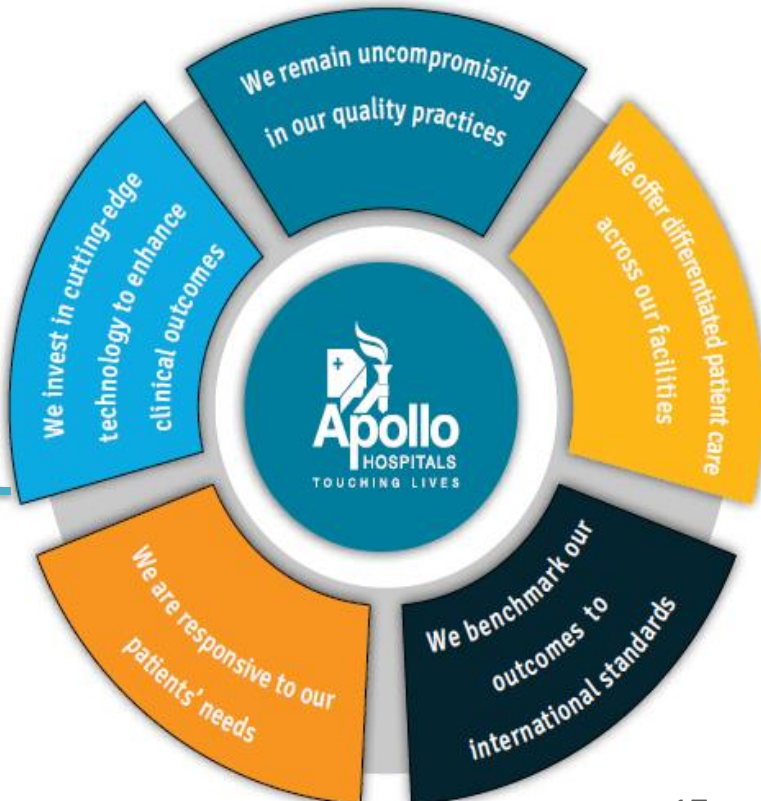 We remain uncompromising
in our quality practices
We offer differentiated patient care
across our facilities
We benchmark our
outcomes to
international standards
We are responsive to our
patients' needs
We invest in cutting-edge
technology to enhance
clinical outcomes
Apollo
HOSPITALS
TOUCHING LIVES